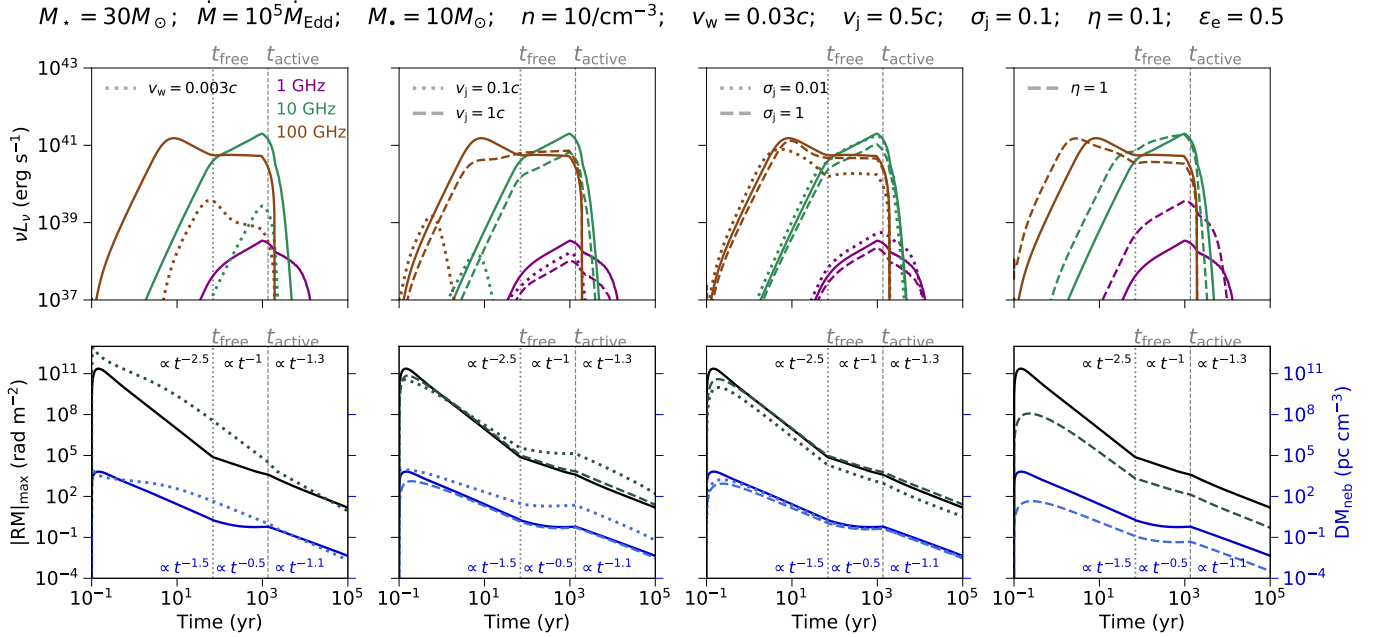 M⋆ = 30M⊙; Ṁ = 10⁵Ṁ_Edd; M• = 10M⊙; n = 10/cm⁻³; v_w = 0.03c; v_j = 0.5c; σ_j = 0.1; η = 0.1; ε_e = 0.5
t_free t_active t_free t_active t_free t_active t_free t_active
10⁴³
10⁴¹
10³⁹
10³⁷
νL_ν (erg s⁻¹)
v_w = 0.003c
1 GHz
10 GHz
100 GHz
v_j = 0.1c
v_j = 1c
σ_j = 0.01
σ_j = 1
η = 1
t_free t_active t_free t_active t_free t_active t_free t_active
∝ t⁻²·⁵ ∝ t⁻¹ ∝ t⁻¹·³ ∝ t⁻²·⁵ ∝ t⁻¹ ∝ t⁻¹·³ ∝ t⁻²·⁵ ∝ t⁻¹ ∝ t⁻¹·³ ∝ t⁻²·⁵ ∝ t⁻¹ ∝ t⁻¹·³
10¹¹
10⁸
10⁵
10²
10⁻¹
10⁻⁴
|RM|_max (rad m⁻²)
10¹¹
10⁸
10⁵
10²
10⁻¹
10⁻⁴
DM_neb (pc cm⁻³)
∝ t⁻¹·⁵ ∝ t⁻⁰·⁵ ∝ t⁻¹·¹ ∝ t⁻¹·⁵ ∝ t⁻⁰·⁵ ∝ t⁻¹·¹ ∝ t⁻¹·⁵ ∝ t⁻⁰·⁵ ∝ t⁻¹·¹ ∝ t⁻¹·⁵ ∝ t⁻⁰·⁵ ∝ t⁻¹·¹
10⁻¹ 10¹ 10³ 10⁵ 10⁻¹ 10¹ 10³ 10⁵ 10⁻¹ 10¹ 10³ 10⁵ 10⁻¹ 10¹ 10³ 10⁵
Time (yr) Time (yr) Time (yr) Time (yr)